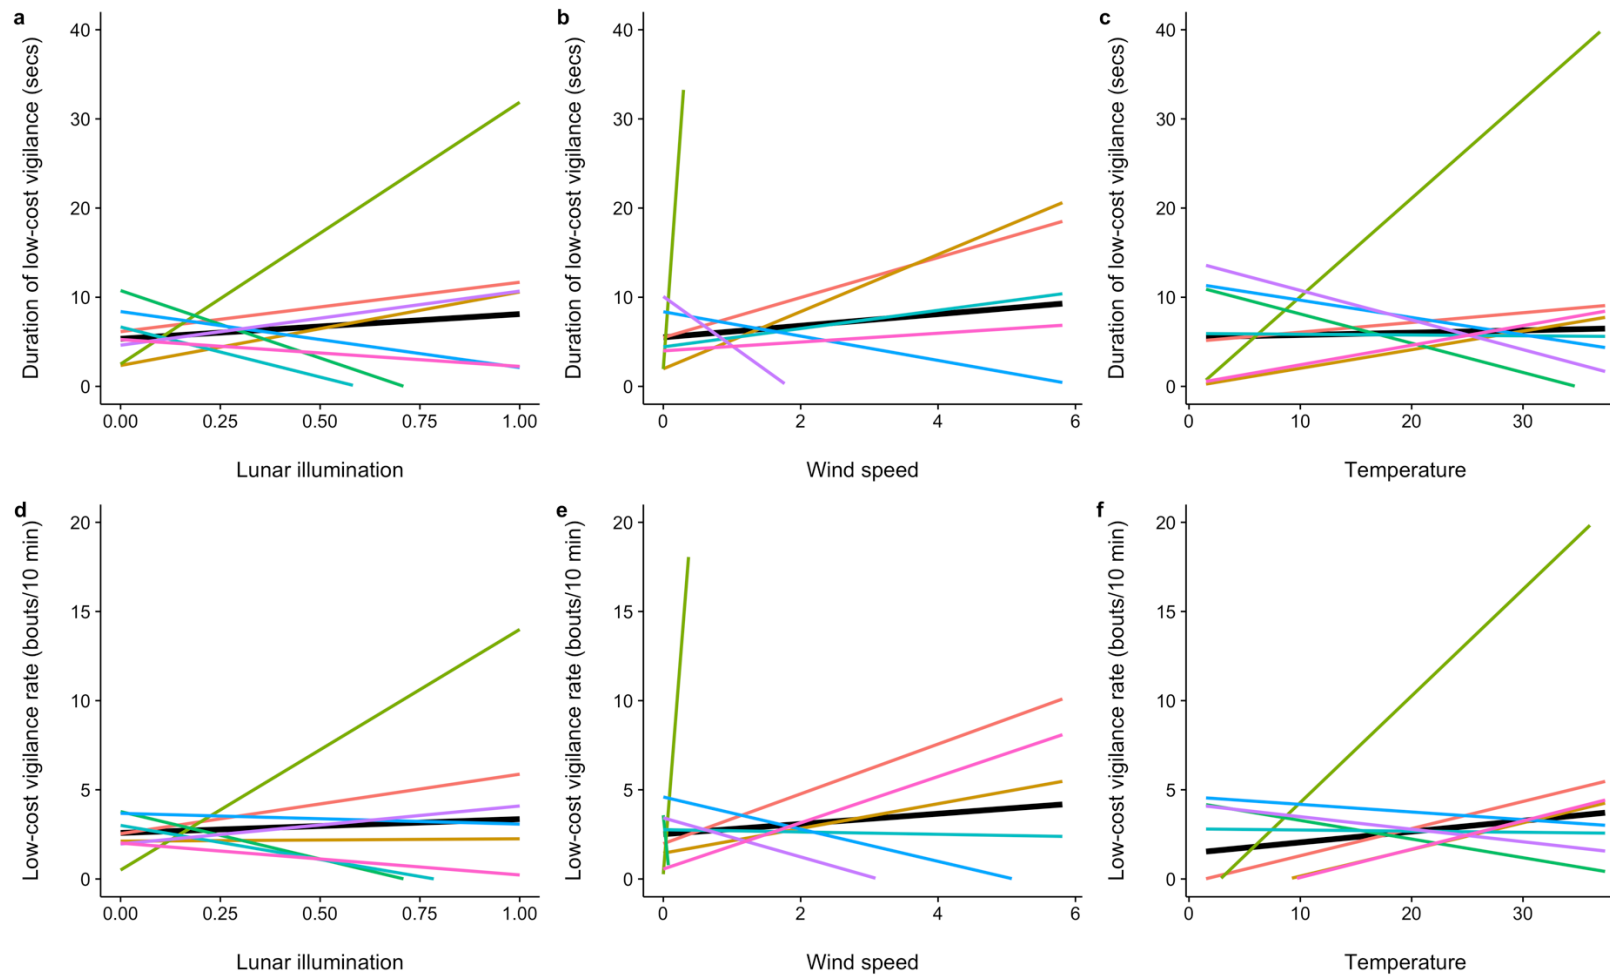 a
Duration of low-cost vigilance (secs)
40
30
20
10
0
0.00 0.25 0.50 0.75 1.00
Lunar illumination
b
Duration of low-cost vigilance (secs)
40
30
20
10
0
0 2 4 6
Wind speed
c
Duration of low-cost vigilance (secs)
40
30
20
10
0
0 10 20 30
Temperature
d
Low-cost vigilance rate (bouts/10 min)
20
15
10
5
0
0.00 0.25 0.50 0.75 1.00
Lunar illumination
e
Low-cost vigilance rate (bouts/10 min)
20
15
10
5
0
0 2 4 6
Wind speed
f
Low-cost vigilance rate (bouts/10 min)
20
15
10
5
0
0 10 20 30
Temperature